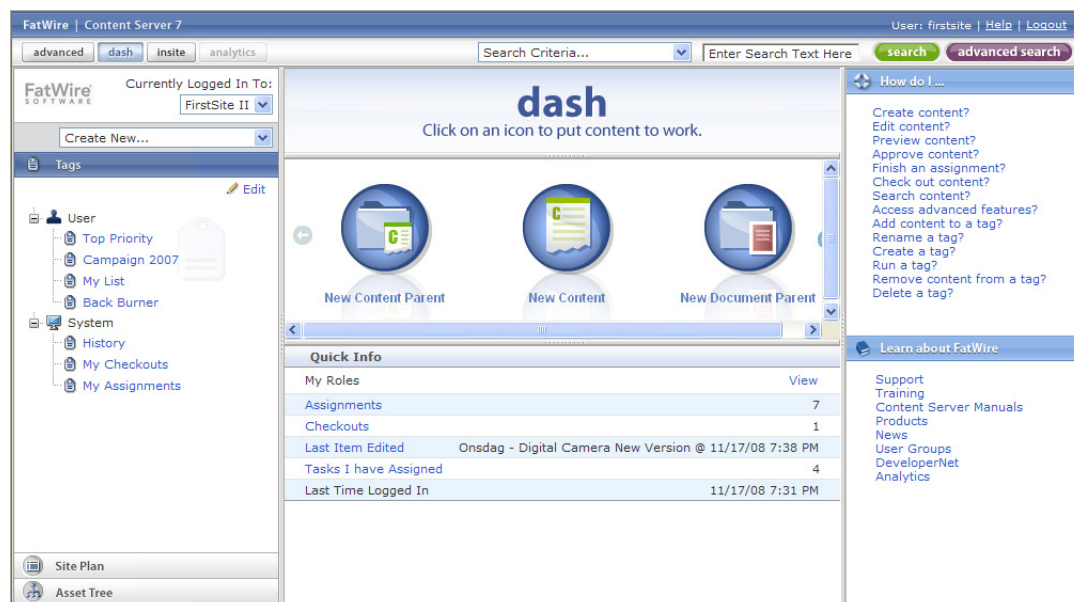 FatWire | Content Server 7
User: firstsite | Help | Logout
advanced dash insite analytics
Search Criteria... Enter Search Text Here search advanced search
FatWire
SOFTWARE
Currently Logged In To:
FirstSite II
Create New...
Tags
Edit
User
Top Priority
Campaign 2007
My List
Back Burner
System
History
My Checkouts
My Assignments
Site Plan
Asset Tree
dash
Click on an icon to put content to work.
C
C
New Content Parent New Content New Document Parent
Quick Info
My Roles View
Assignments 7
Checkouts 1
Last Item Edited Onsdag - Digital Camera New Version @ 11/17/08 7:38 PM
Tasks I have Assigned 4
Last Time Logged In 11/17/08 7:31 PM
How do I ...
Create content?
Edit content?
Preview content?
Approve content?
Finish an assignment?
Check out content?
Search content?
Access advanced features?
Add content to a tag?
Rename a tag?
Create a tag?
Run a tag?
Remove content from a tag?
Delete a tag?
Learn about FatWire
Support
Training
Content Server Manuals
Products
News
User Groups
DeveloperNet
Analytics